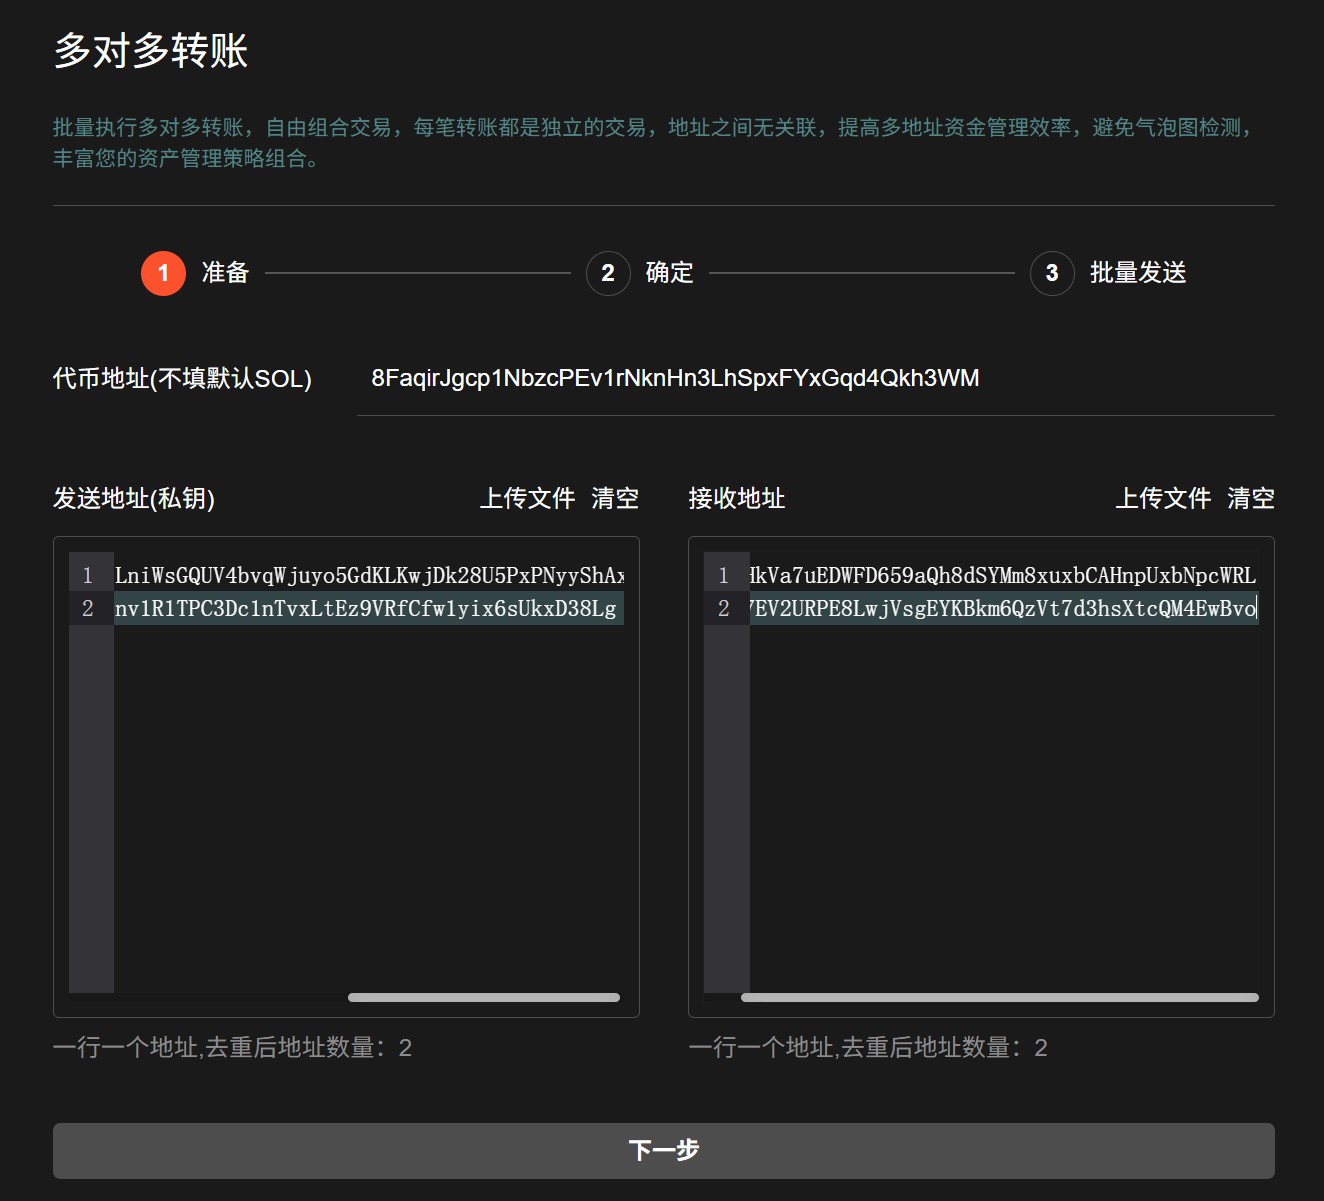 多对多转账
批量执行多对多转账，自由组合交易，每笔转账都是独立的交易，地址之间无关联，提高多地址资金管理效率，避免气泡图检测，
丰富您的资产管理策略组合。
1 准备 2 确定 3 批量发送
代币地址(不填默认SOL) 8FaqirJgcp1NbzcPEv1rNknHn3LhSpxFYxGqd4Qkh3WM
发送地址(私钥) 上传文件 清空
1 LniWsGQUV4bvqWjuyo5GdKLKwjDk28U5PxPNyyShAx
2 nv1R1TPC3Dc1nTvxLtEz9VRfCfw1yix6sUkxD38Lg
一行一个地址,去重后地址数量：2
接收地址 上传文件 清空
1 HkVa7uEDWFD659aQh8dSYMm8xuxbCAHnpUxbNpcWRL
2 7EV2URPE8LwjVsgEYKBkm6QzVt7d3hsXtcQM4EwBvo
一行一个地址,去重后地址数量：2
下一步